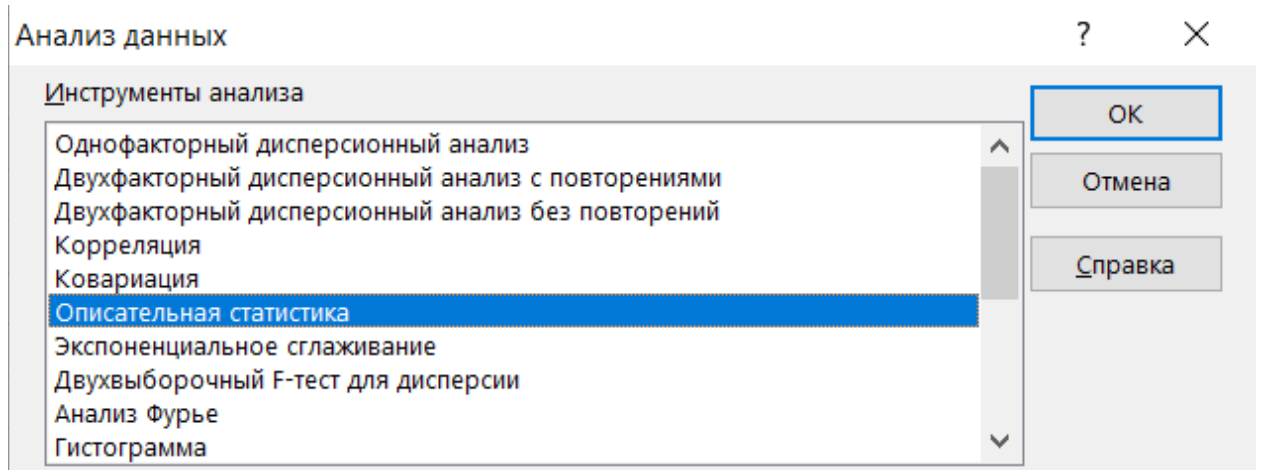 Анализ данных
?
Инструменты анализа
Однофакторный дисперсионный анализ
Двухфакторный дисперсионный анализ с повторениями
Двухфакторный дисперсионный анализ без повторений
Корреляция
Ковариация
Описательная статистика
Экспоненциальное сглаживание
Двухвыборочный F-тест для дисперсии
Анализ Фурье
Гистограмма
ОК
Отмена
Справка